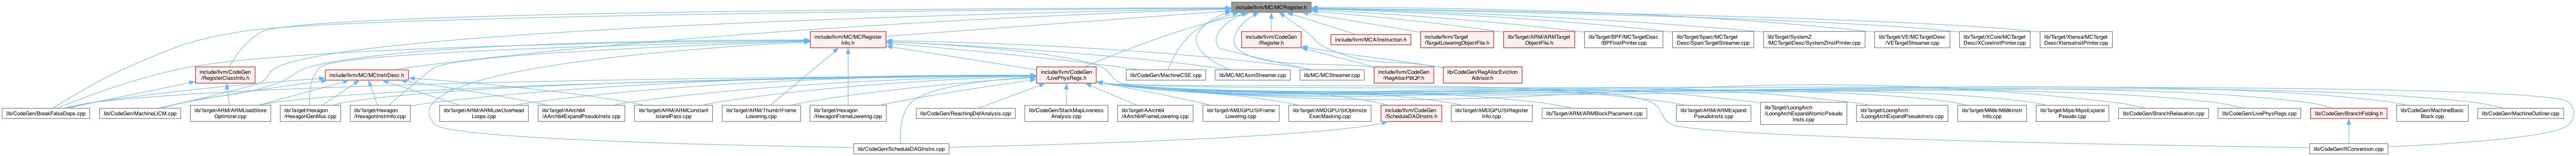 include/llvm/MC/MCRegister.h
include/llvm/MC/MCRegister
Info.h
include/llvm/CodeGen
/Register.h
include/llvm/MCA/Instruction.h
include/llvm/Target
/TargetLoweringObjectFile.h
lib/Target/ARM/ARMTarget
ObjectFile.h
lib/Target/BPF/MCTargetDesc
/BPFInstPrinter.cpp
lib/Target/Sparc/MCTarget
Desc/SparcTargetStreamer.cpp
lib/Target/SystemZ
/MCTargetDesc/SystemZInstPrinter.cpp
lib/Target/VE/MCTargetDesc
/VETargetStreamer.cpp
lib/Target/XCore/MCTarget
Desc/XCoreInstPrinter.cpp
lib/Target/Xtensa/MCTarget
Desc/XtensaInstPrinter.cpp
include/llvm/CodeGen
/RegisterClassInfo.h
include/llvm/MC/MCInstrDesc.h
include/llvm/CodeGen
/LivePhysRegs.h
lib/CodeGen/MachineCSE.cpp
lib/MC/MCAsmStreamer.cpp
lib/MC/MCStreamer.cpp
include/llvm/CodeGen
/RegAllocPBQP.h
lib/CodeGen/RegAllocEviction
Advisor.h
lib/CodeGen/BreakFalseDeps.cpp
lib/CodeGen/MachineLICM.cpp
lib/Target/ARM/ARMLoadStore
Optimizer.cpp
lib/Target/Hexagon
/HexagonGenMux.cpp
lib/Target/Hexagon
/HexagonInstrInfo.cpp
lib/Target/ARM/ARMLowOverhead
Loops.cpp
lib/Target/AArch64
/AArch64ExpandPseudoInsts.cpp
lib/Target/ARM/ARMConstant
IslandPass.cpp
lib/Target/ARM/Thumb1Frame
Lowering.cpp
lib/Target/Hexagon
/HexagonFrameLowering.cpp
lib/CodeGen/ReachingDefAnalysis.cpp
lib/CodeGen/StackMapLiveness
Analysis.cpp
lib/Target/AArch64
/AArch64FrameLowering.cpp
lib/Target/AMDGPU/SIFrame
Lowering.cpp
lib/Target/AMDGPU/SIOptimize
ExecMasking.cpp
include/llvm/CodeGen
/ScheduleDAGInstrs.h
lib/Target/AMDGPU/SIRegister
Info.cpp
lib/Target/ARM/ARMBlockPlacement.cpp
lib/Target/ARM/ARMExpand
PseudoInsts.cpp
lib/Target/LoongArch
/LoongArchExpandAtomicPseudo
Insts.cpp
lib/Target/LoongArch
/LoongArchExpandPseudoInsts.cpp
lib/Target/M68k/M68kInstr
Info.cpp
lib/Target/Mips/MipsExpand
Pseudo.cpp
lib/CodeGen/BranchRelaxation.cpp
lib/CodeGen/LivePhysRegs.cpp
lib/CodeGen/BranchFolding.h
lib/CodeGen/MachineBasic
Block.cpp
lib/CodeGen/MachineOutliner.cpp
lib/CodeGen/ScheduleDAGInstrs.cpp
lib/CodeGen/IfConversion.cpp